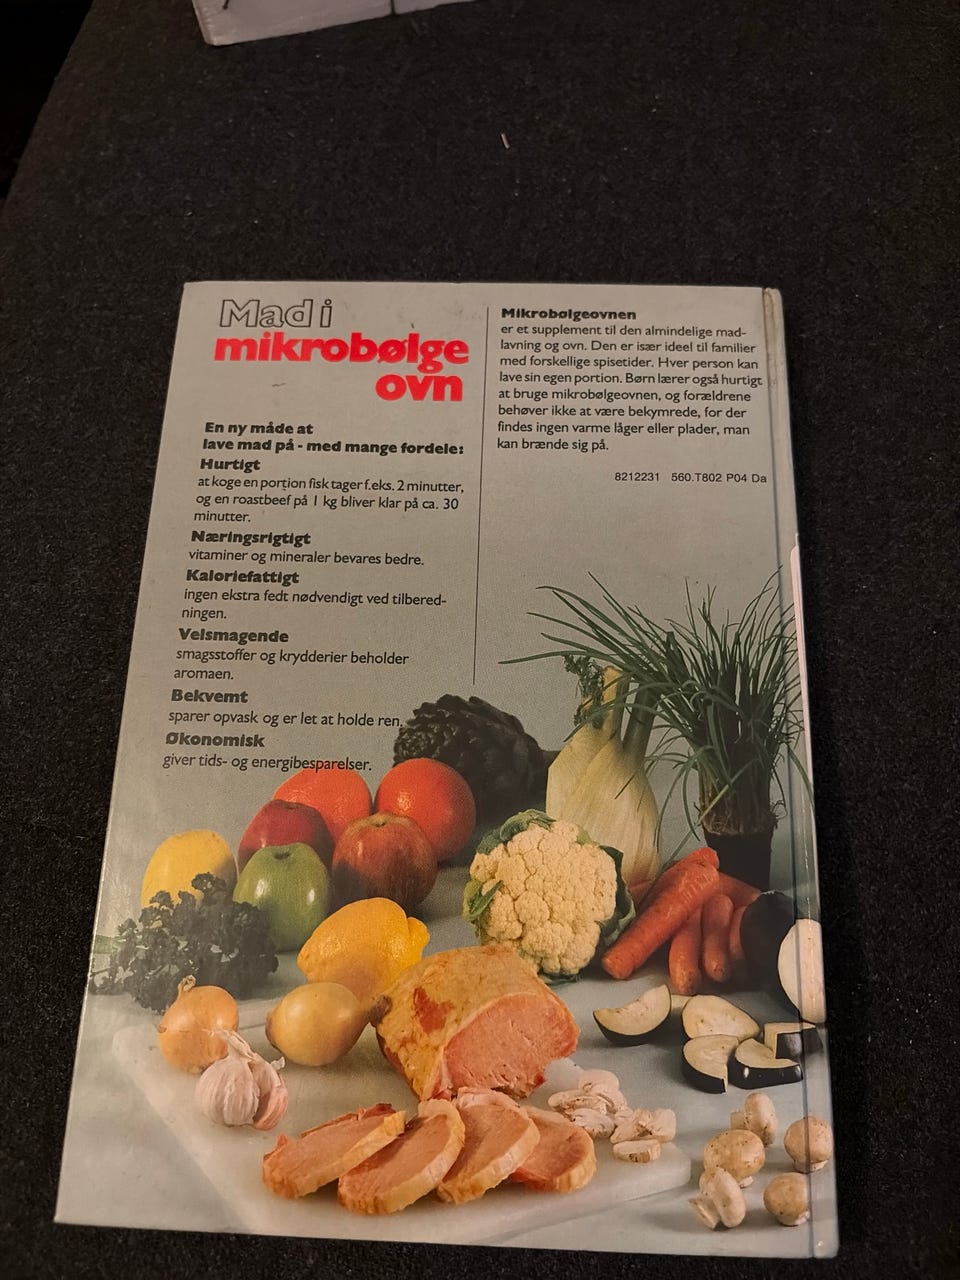 Mad i
mikrobølge
ovn
En ny måde at
lave mad på - med mange fordele:
Hurtigt
at koge en portion fisk tager f.eks. 2 minutter,
og en roastbeef på 1 kg bliver klar på ca. 30
minutter.
Næringsrigtigt
vitaminer og mineraler bevares bedre.
Kaloriefattigt
ingen ekstra fedt nødvendigt ved tilbered-
ningen.
Velsmagende
smagsstoffer og krydderier beholder
aromaen.
Bekvemt
sparer opvask og er let at holde ren.
Økonomisk
giver tids- og energibesparelser.
Mikrobølgeovnen
er et supplement til den almindelige mad-
lavning og ovn. Den er især ideel til familier
med forskellige spisetider. Hver person kan
lave sin egen portion. Børn lærer også hurtigt
at bruge mikrobølgeovnen, og forældrene
behøver ikke at være bekymrede, for der
findes ingen varme låger eller plader, man
kan brænde sig på.
8212231 560.T802 P04 Da